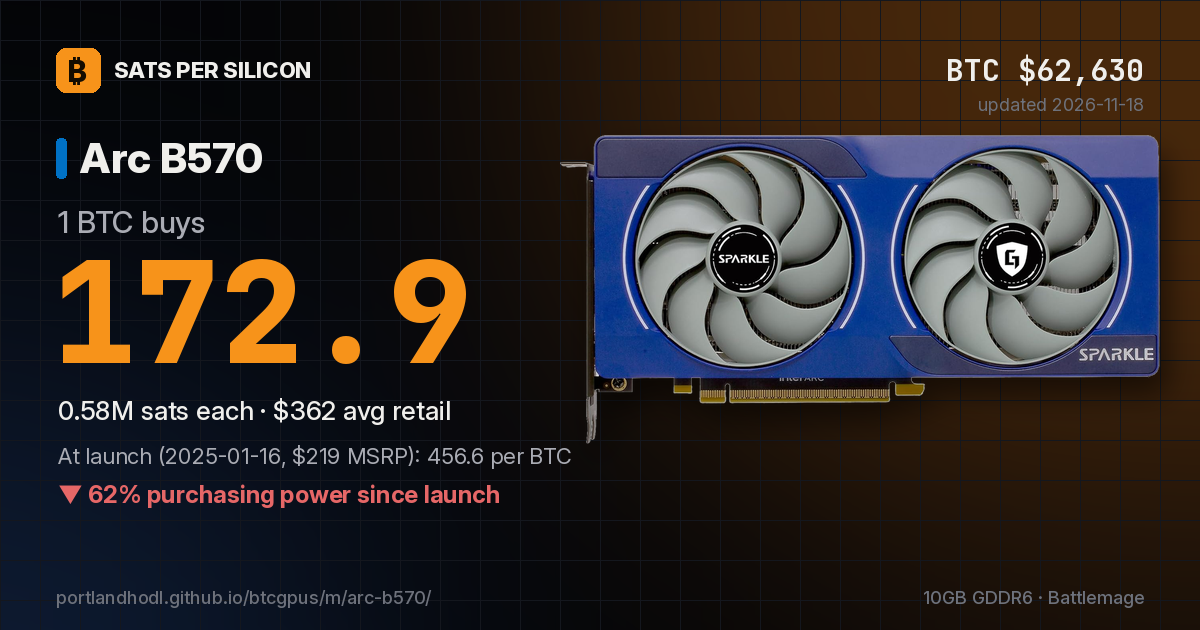 SATS PER SILICON
BTC $62,630
updated 2026-11-18
Arc B570
1 BTC buys
172.9
0.58M sats each · $362 avg retail
At launch (2025-01-16, $219 MSRP): 456.6 per BTC
▼ 62% purchasing power since launch
SPARKLE
SPARKLE
intel ARC
portlandhodl.github.io/btcgpus/m/arc-b570/
10GB GDDR6 · Battlemage